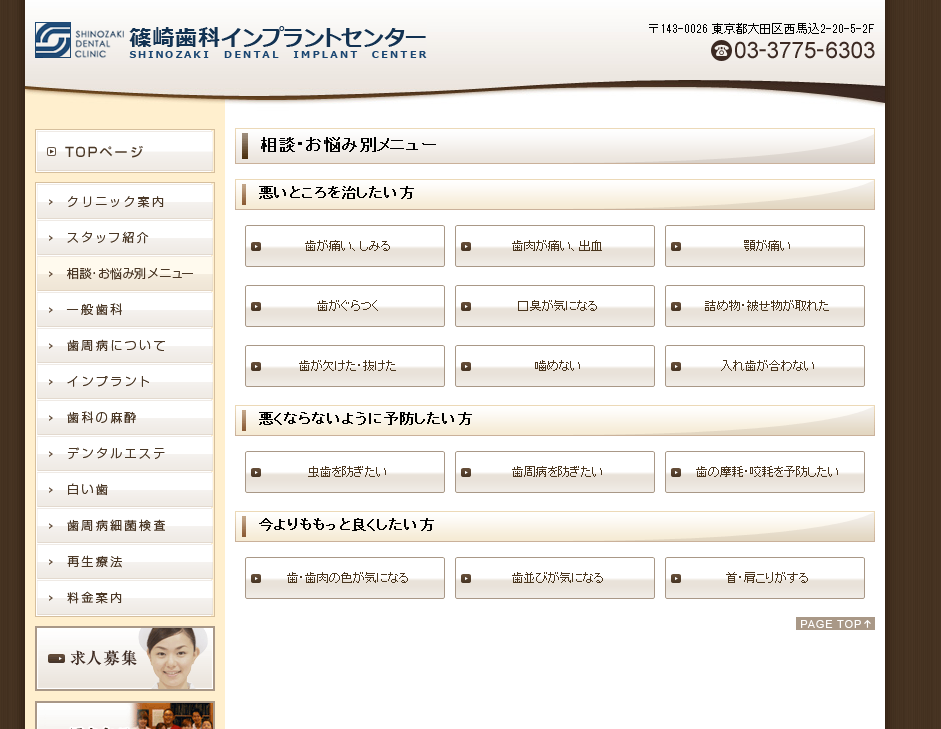 SHINOZAKI
DENTAL
CLINIC
篠崎歯科インプラントセンター
SHINOZAKI DENTAL IMPLANT CENTER
〒143-0026 東京都大田区西馬込2-20-5-2F
03-3775-6303
TOPページ
クリニック案内
スタッフ紹介
相談・お悩み別メニュー
一般歯科
歯周病について
インプラント
歯科の麻酔
デンタルエステ
白い歯
歯周病細菌検査
再生療法
料金案内
求人募集
相談・お悩み別メニュー
悪いところを治したい方
歯が痛い、しみる
歯肉が痛い、出血
顎が痛い
歯がぐらつく
口臭が気になる
詰め物・被せ物が取れた
歯が欠けた・抜けた
噛めない
入れ歯が合わない
悪くならないように予防したい方
虫歯を防ぎたい
歯周病を防ぎたい
歯の摩耗・咬耗を予防したい
今よりももっと良くしたい方
歯・歯肉の色が気になる
歯並びが気になる
首・肩こりがする
PAGE TOP↑